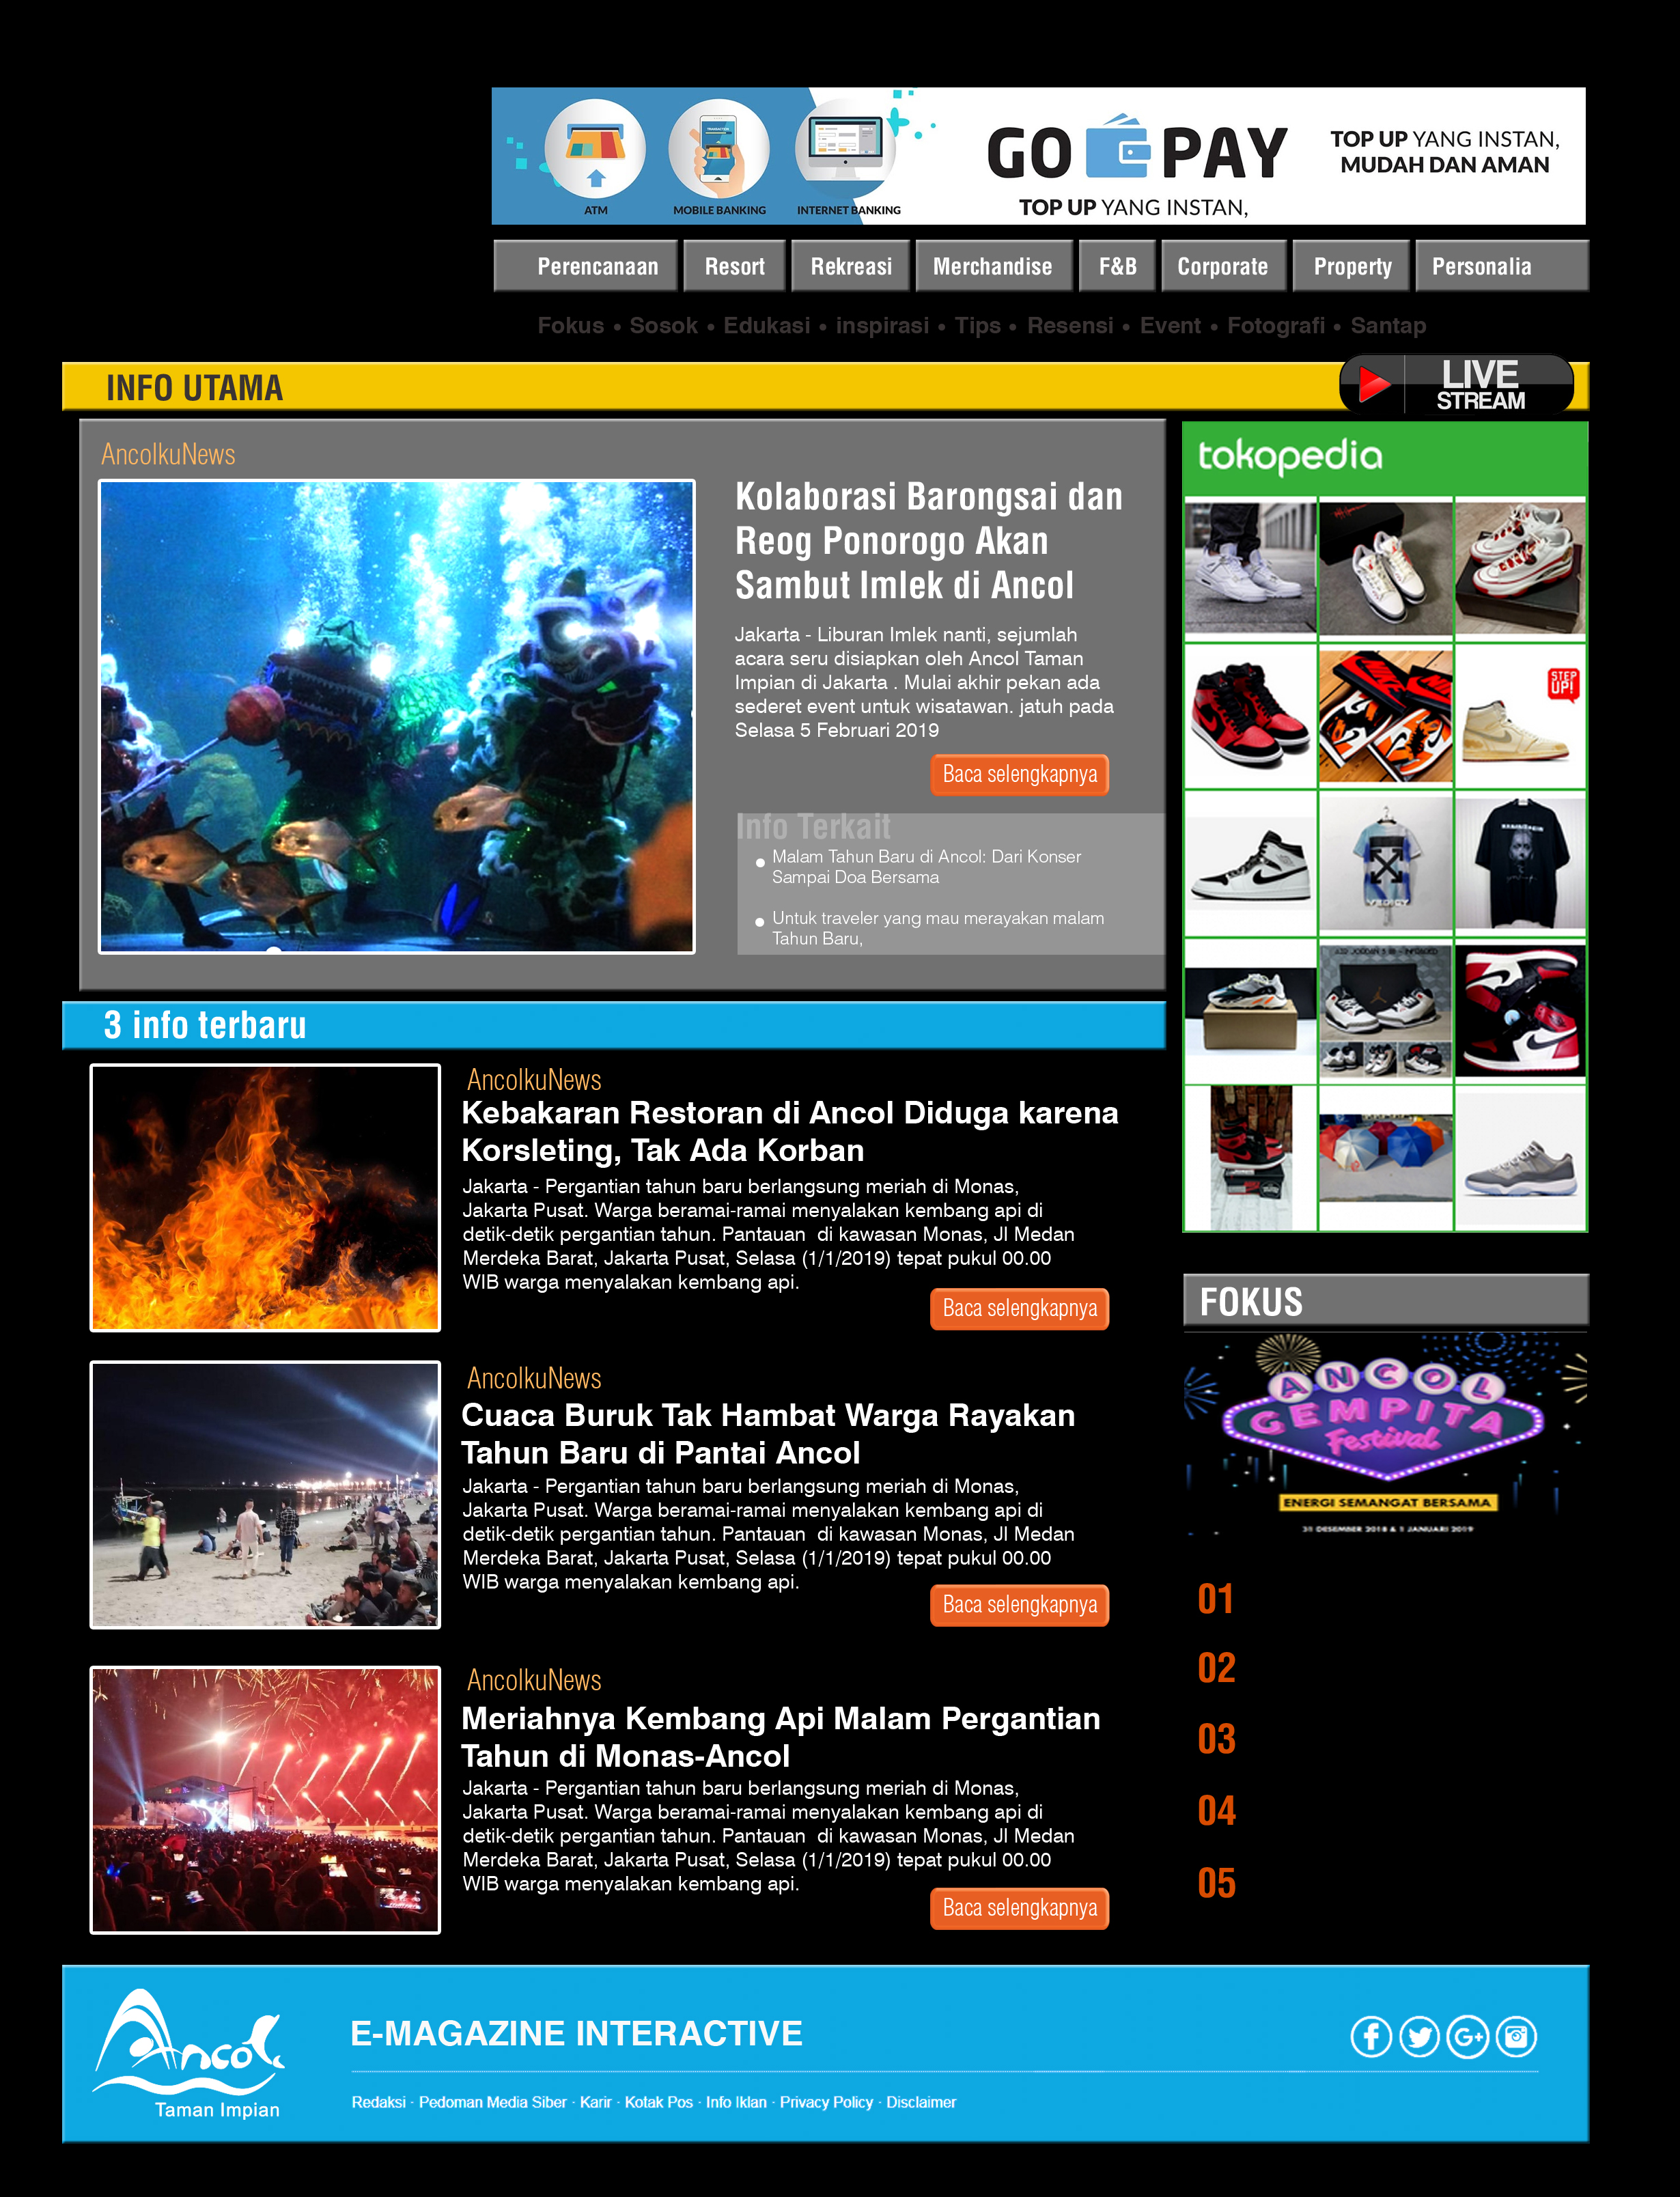 ATM
MOBILE BANKING
INTERNET BANKING
GO PAY
TOP UP YANG INSTAN,
TOP UP YANG INSTAN,
MUDAH DAN AMAN
Perencanaan
Resort
Rekreasi
Merchandise
F&B
Corporate
Property
Personalia
Fokus • Sosok • Edukasi • inspirasi • Tips • Resensi • Event • Fotografi • Santap
INFO UTAMA
LIVE
STREAM
AncolkuNews
Kolaborasi Barongsai dan
Reog Ponorogo Akan
Sambut Imlek di Ancol
Jakarta - Liburan Imlek nanti, sejumlah
acara seru disiapkan oleh Ancol Taman
Impian di Jakarta . Mulai akhir pekan ada
sederet event untuk wisatawan. jatuh pada
Selasa 5 Februari 2019
Baca selengkapnya
Info Terkait
• Malam Tahun Baru di Ancol: Dari Konser
Sampai Doa Bersama
• Untuk traveler yang mau merayakan malam
Tahun Baru,
tokopedia
STEP
UP!
RAMMSTEIN
3 info terbaru
AncolkuNews
Kebakaran Restoran di Ancol Diduga karena
Korsleting, Tak Ada Korban
Jakarta - Pergantian tahun baru berlangsung meriah di Monas,
Jakarta Pusat. Warga beramai-ramai menyalakan kembang api di
detik-detik pergantian tahun. Pantauan  di kawasan Monas, Jl Medan
Merdeka Barat, Jakarta Pusat, Selasa (1/1/2019) tepat pukul 00.00
WIB warga menyalakan kembang api.
Baca selengkapnya
AncolkuNews
Cuaca Buruk Tak Hambat Warga Rayakan
Tahun Baru di Pantai Ancol
Jakarta - Pergantian tahun baru berlangsung meriah di Monas,
Jakarta Pusat. Warga beramai-ramai menyalakan kembang api di
detik-detik pergantian tahun. Pantauan  di kawasan Monas, Jl Medan
Merdeka Barat, Jakarta Pusat, Selasa (1/1/2019) tepat pukul 00.00
WIB warga menyalakan kembang api.
Baca selengkapnya
AncolkuNews
Meriahnya Kembang Api Malam Pergantian
Tahun di Monas-Ancol
Jakarta - Pergantian tahun baru berlangsung meriah di Monas,
Jakarta Pusat. Warga beramai-ramai menyalakan kembang api di
detik-detik pergantian tahun. Pantauan  di kawasan Monas, Jl Medan
Merdeka Barat, Jakarta Pusat, Selasa (1/1/2019) tepat pukul 00.00
WIB warga menyalakan kembang api.
Baca selengkapnya
FOKUS
ANCOL
GEMPITA
Festival
ENERGI SEMANGAT BERSAMA
31 DESEMBER 2018 & 1 JANUARI 2019
01
02
03
04
05
Ancol
Taman Impian
E-MAGAZINE INTERACTIVE
Redaksi · Pedoman Media Siber · Karir · Kotak Pos · Info Iklan · Privacy Policy · Disclaimer